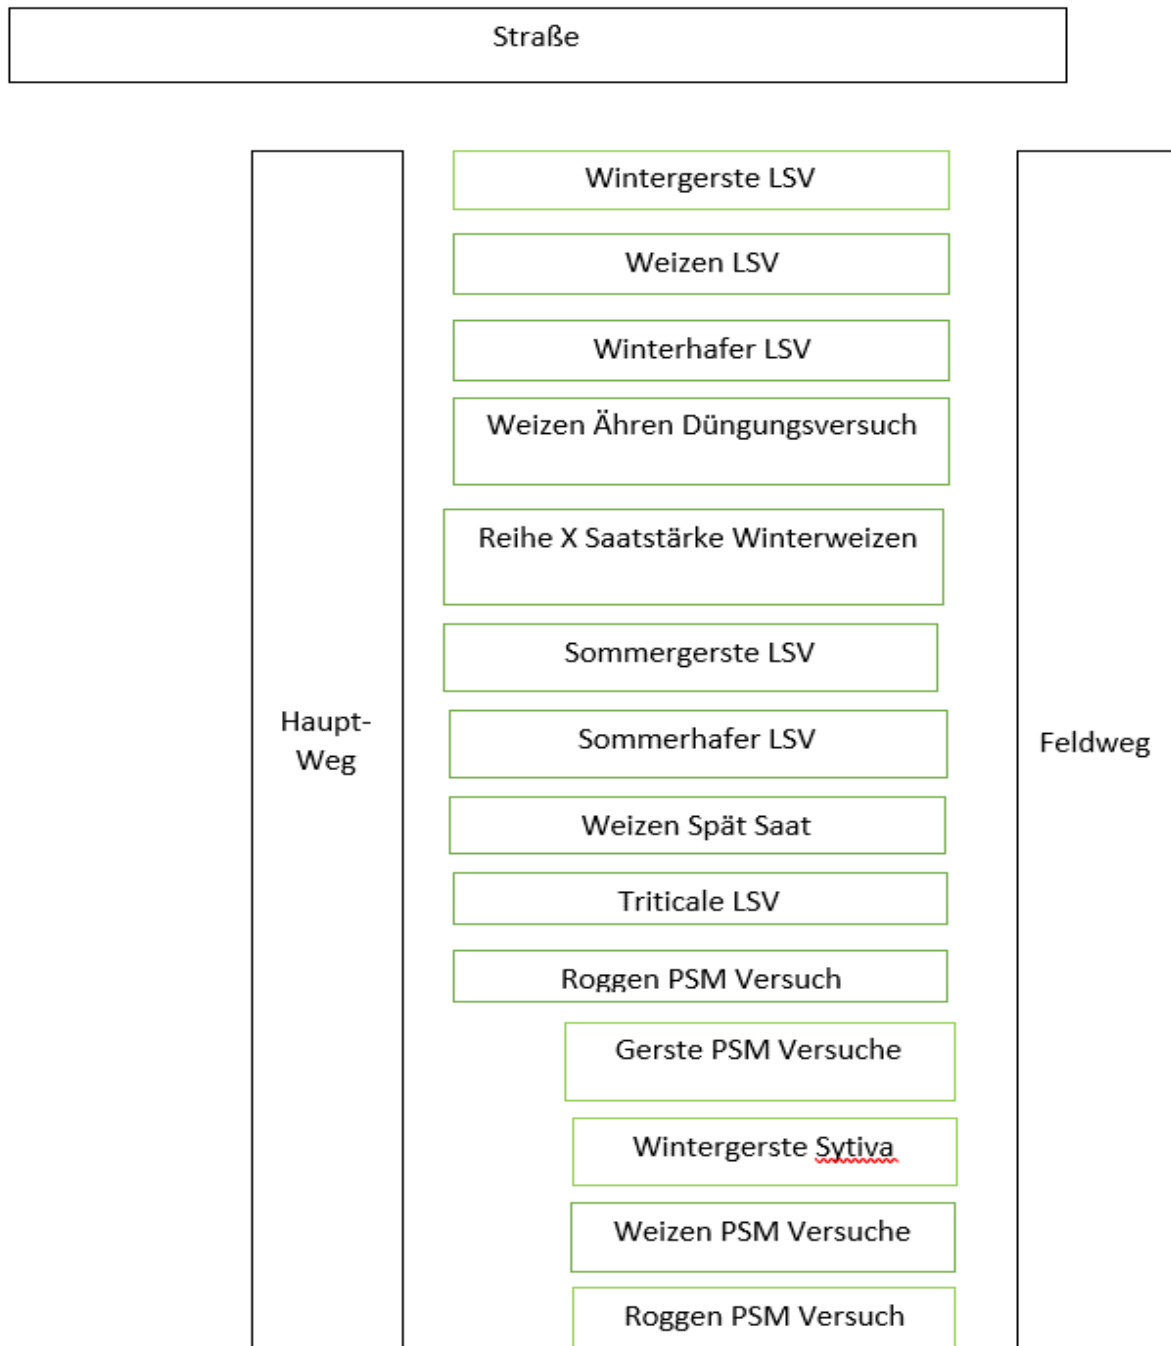 Straße
Wintergerste LSV
Weizen LSV
Winterhafer LSV
Weizen Ähren Düngungsversuch
Reihe X Saatstärke Winterweizen
Sommergerste LSV
Haupt-
Weg
Sommerhafer LSV
Feldweg
Weizen Spät Saat
Triticale LSV
Roggen PSM Versuch
Gerste PSM Versuche
Wintergerste Sytiva
Weizen PSM Versuche
Roggen PSM Versuch